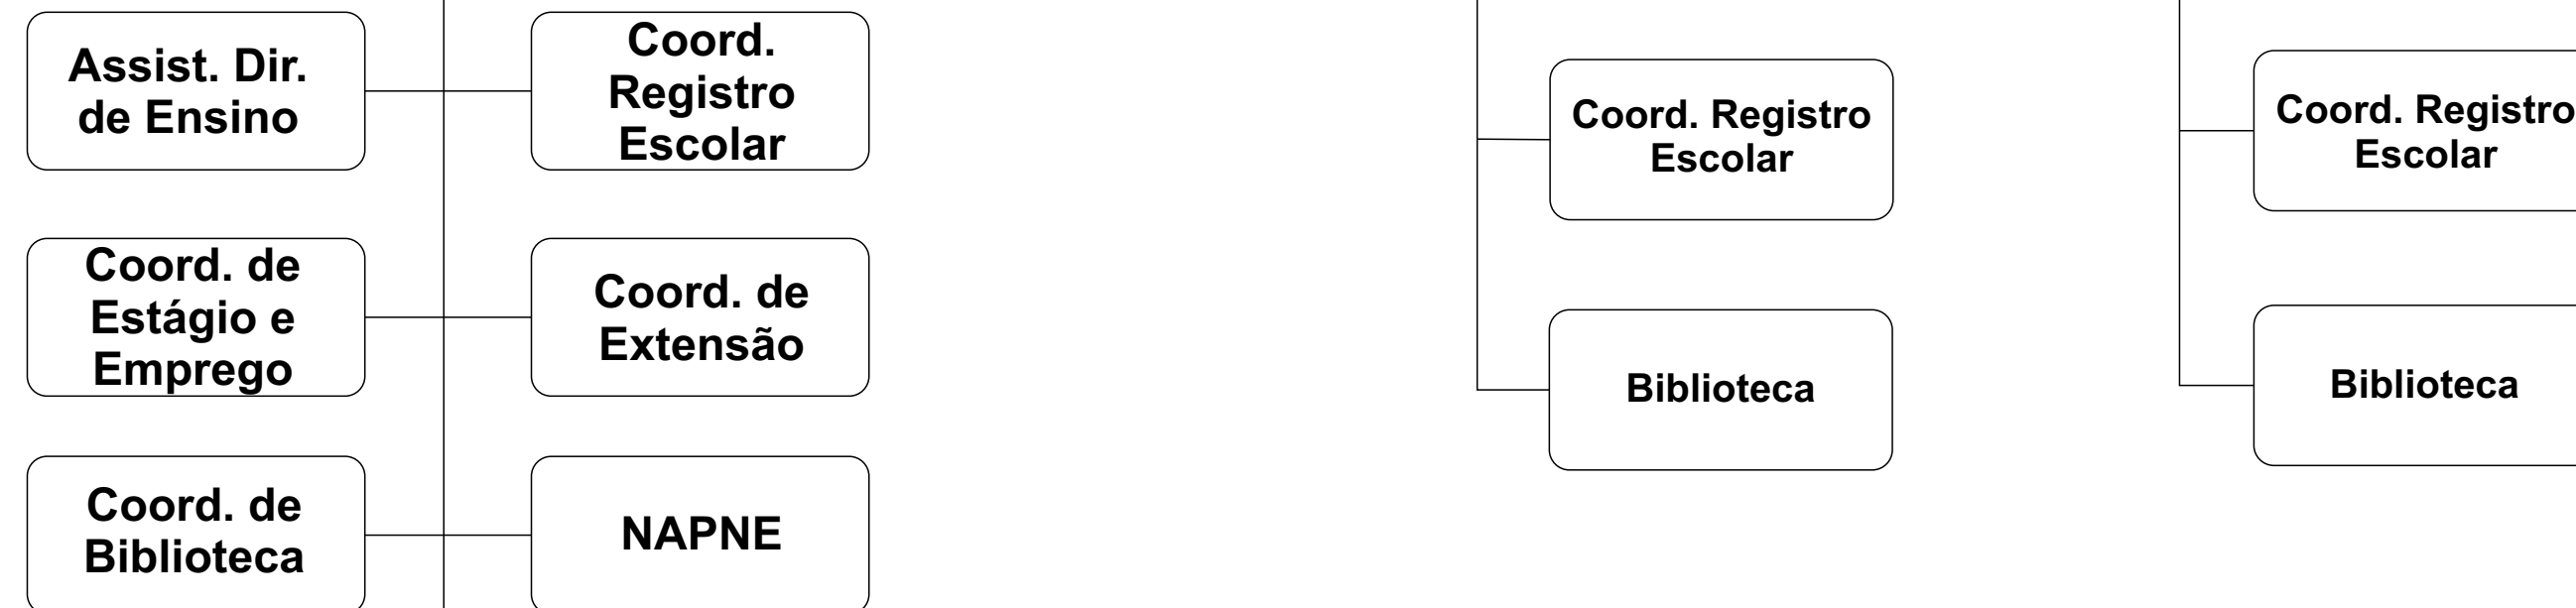 Assist. Dir.
de Ensino
Coord.
Registro
Escolar
Coord. Registro
Escolar
Coord. Registro
Escolar
Coord. de
Estágio e
Emprego
Coord. de
Extensão
Biblioteca
Biblioteca
Coord. de
Biblioteca
NAPNE